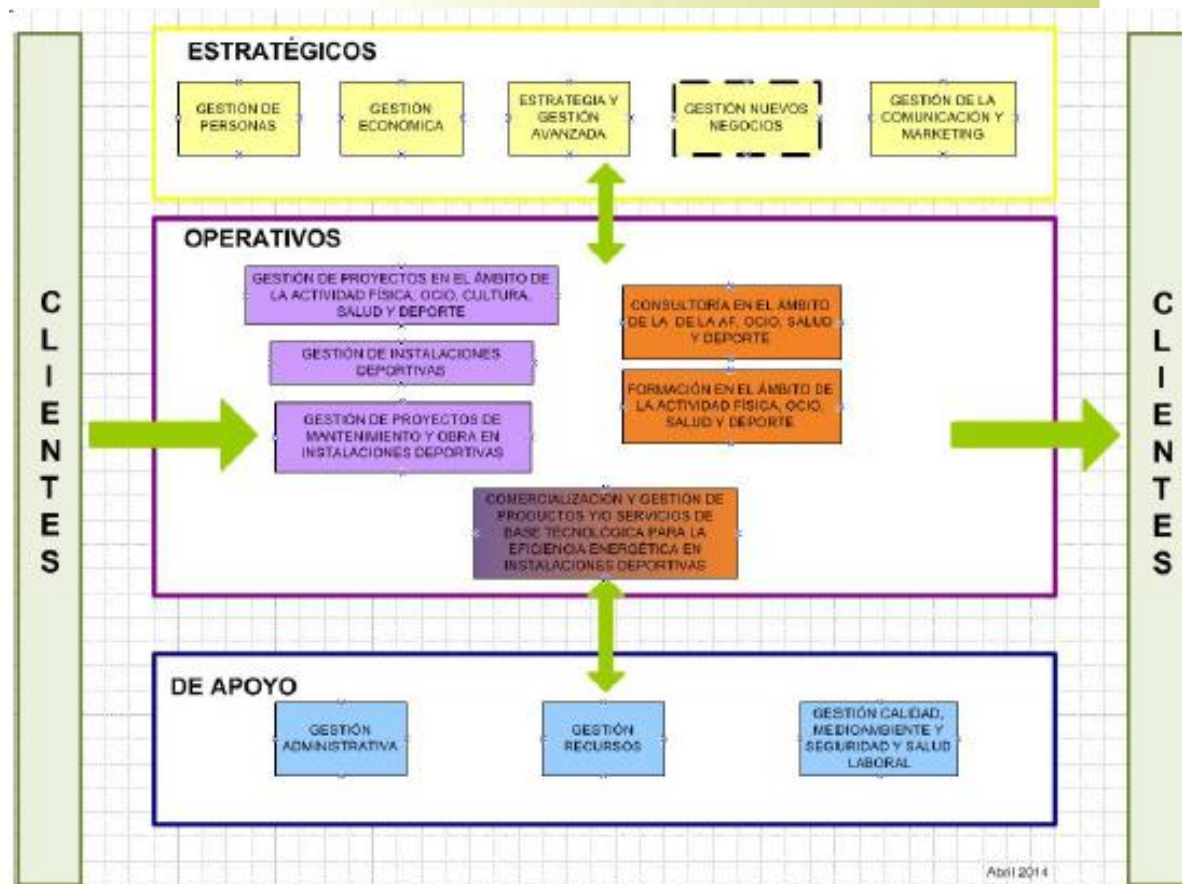 ESTRATÉGICOS
GESTIÓN DE
PERSONAS
GESTIÓN
ECONÓMICA
ESTRATEGIA Y
GESTIÓN
AVANZADA
GESTIÓN NUEVOS
NEGOCIOS
GESTIÓN DE LA
COMUNICACIÓN Y
MARKETING
OPERATIVOS
GESTIÓN DE PROYECTOS EN EL ÁMBITO DE
LA ACTIVIDAD FÍSICA, OCIO, CULTURA,
SALUD Y DEPORTE
GESTIÓN DE INSTALACIONES
DEPORTIVAS
GESTIÓN DE PROYECTOS DE
MANTENIMIENTO Y OBRA EN
INSTALACIONES DEPORTIVAS
CONSULTORÍA EN EL ÁMBITO
DE LA DE LA AF, OCIO, SALUD
Y DEPORTE
FORMACIÓN EN EL ÁMBITO DE
LA ACTIVIDAD FÍSICA, OCIO,
SALUD Y DEPORTE
COMERCIALIZACIÓN Y GESTIÓN DE
PRODUCTOS Y/O SERVICIOS DE
BASE TECNOLÓGICA PARA LA
EFICIENCIA ENERGÉTICA EN
INSTALACIONES DEPORTIVAS
DE APOYO
GESTIÓN
ADMINISTRATIVA
GESTIÓN
RECURSOS
GESTIÓN CALIDAD,
MEDIOAMBIENTE Y
SEGIURIDAD Y SALUD
LABORAL
CLIENTES
CLIENTES
Abril 2014